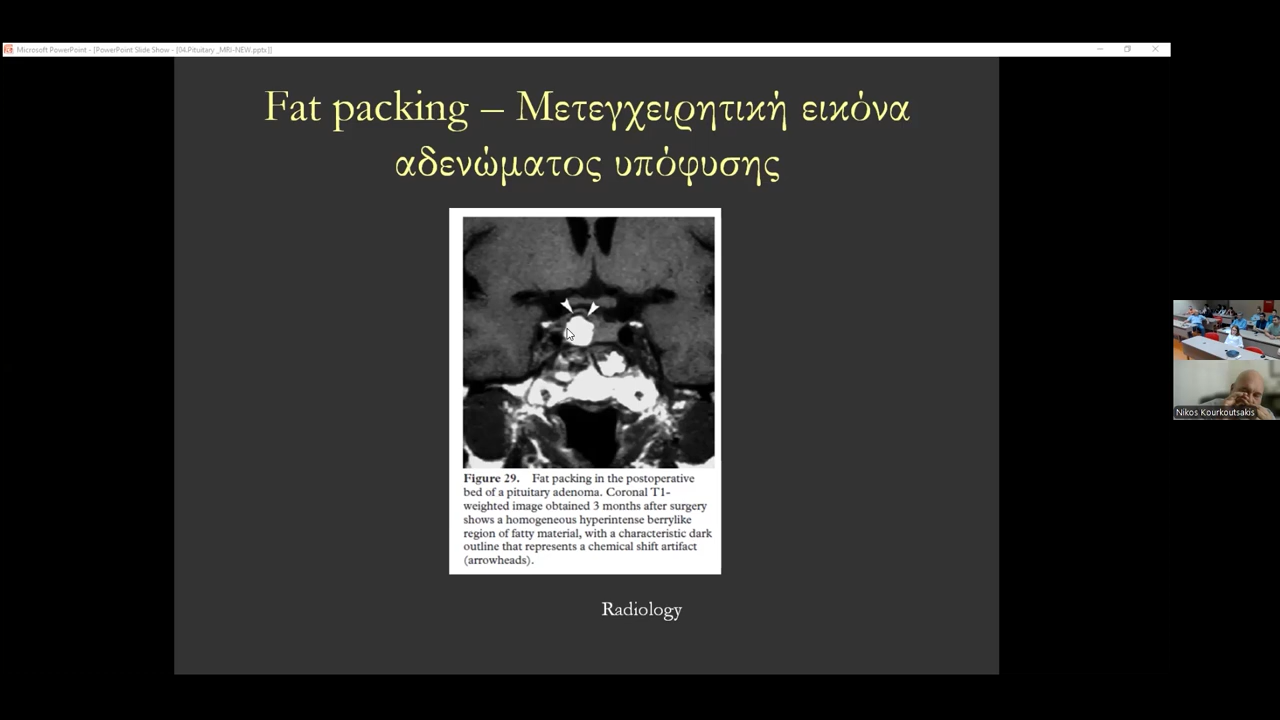 Microsoft PowerPoint - [PowerPoint Slide Show - [04.Pituitary _MRI-NEW.pptx]]
Fat packing – Μετεγχειρητική εικόνα
αδενώματος υπόφυσης
Figure 29. Fat packing in the postoperative
bed of a pituitary adenoma. Coronal T1-
weighted image obtained 3 months after surgery
shows a homogeneous hyperintense berrylike
region of fatty material, with a characteristic dark
outline that represents a chemical shift artifact
(arrowheads).
Radiology
Nikos Kourkoutsakis